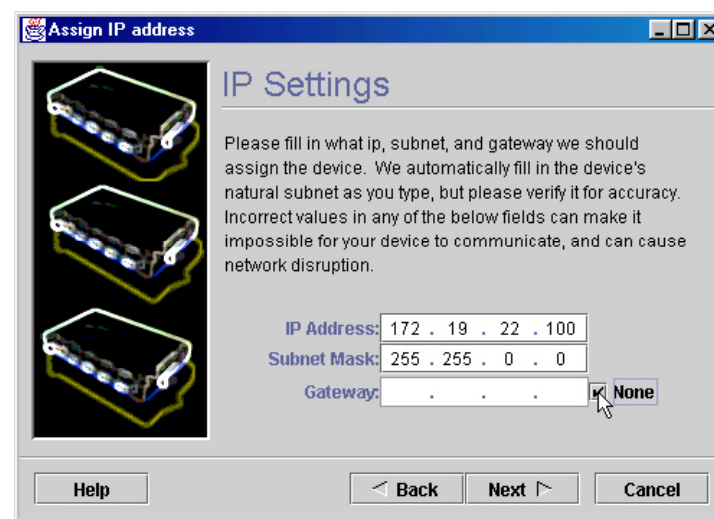 Assign IP address
IP Settings
Please fill in what ip, subnet, and gateway we should
assign the device. We automatically fill in the device's
natural subnet as you type, but please verify it for accuracy.
Incorrect values in any of the below fields can make it
impossible for your device to communicate, and can cause
network disruption.
IP Address: 172 . 19 . 22 . 100
Subnet Mask: 255 . 255 . 0 . 0
Gateway: . . . None
Help Back Next Cancel